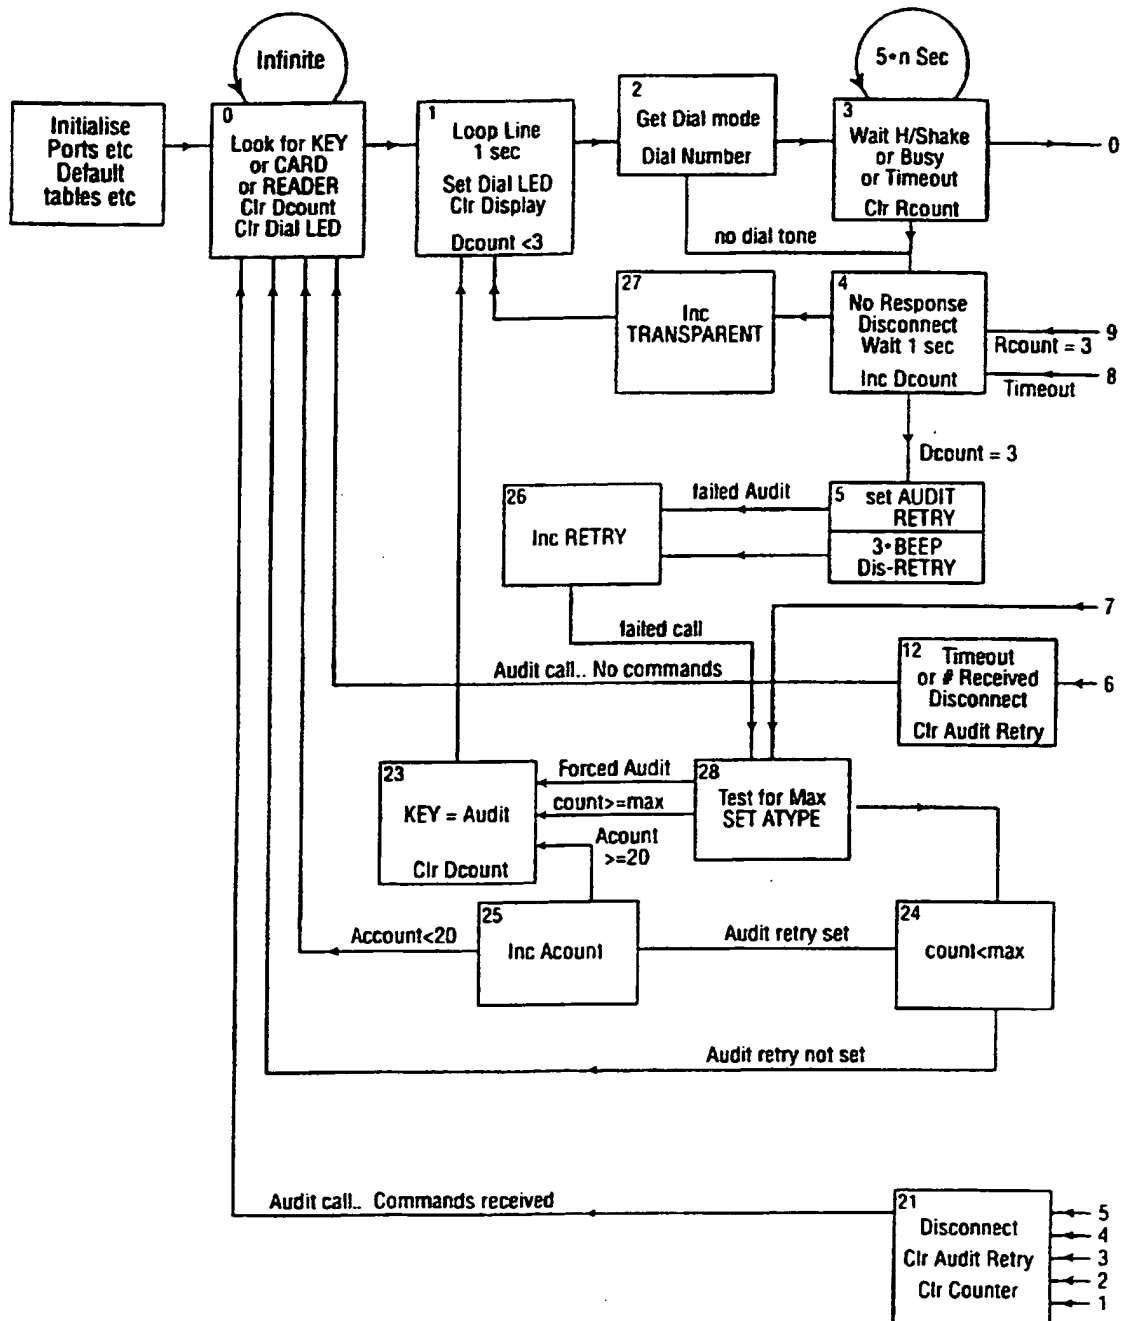 Infinite
5*n Sec
Initialise
Ports etc
Default
tables etc
0
Look for KEY
or CARD
or READER
Clr Dcount
Clr Dial LED
1
Loop Line
1 sec
Set Dial LED
Clr Display
Dcount <3
2
Get Dial mode
Dial Number
3
Wait H/Shake
or Busy
or Timeout
Clr Rcount
0
no dial tone
27
Inc
TRANSPARENT
4
No Response
Disconnect
Wait 1 sec
Inc Dcount
9
Rcount = 3
8
Timeout
Dcount = 3
26
Inc RETRY
failed Audit
5
set AUDIT
RETRY
3*BEEP
Dis-RETRY
7
failed call
Audit call.. No commands
12
Timeout
or # Received
Disconnect
Clr Audit Retry
6
23
KEY = Audit
Clr Dcount
Forced Audit
count>=max
Acount
>=20
28
Test for Max
SET ATYPE
Account<20
25
Inc Acount
Audit retry set
24
count<max
Audit retry not set
Audit call.. Commands received
21
Disconnect
Clr Audit Retry
Clr Counter
5
4
3
2
1